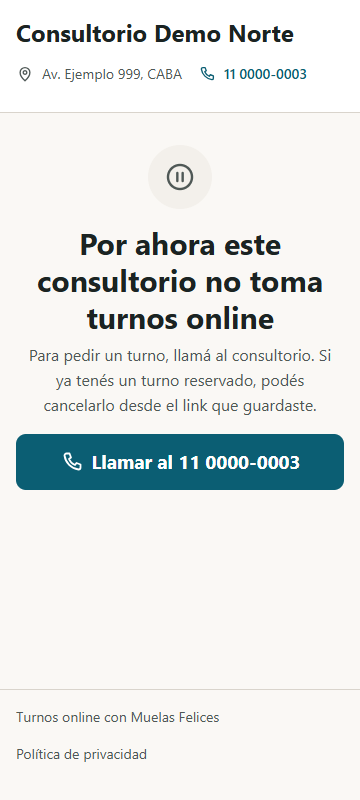 Consultorio Demo Norte
Av. Ejemplo 999, CABA 11 0000-0003
Por ahora este
consultorio no toma
turnos online
Para pedir un turno, llamá al consultorio. Si
ya tenés un turno reservado, podés
cancelarlo desde el link que guardaste.
Llamar al 11 0000-0003
Turnos online con Muelas Felices
Política de privacidad